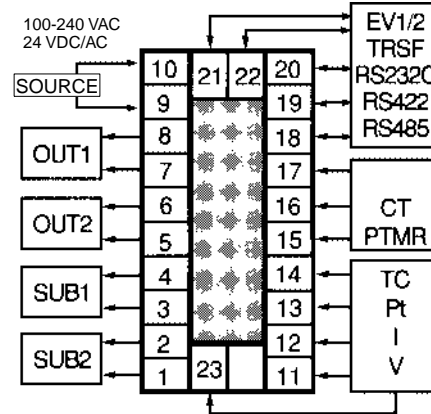 100-240 VAC
24 VDC/AC
SOURCE
OUT1
OUT2
SUB1
SUB2
10
9
8
7
6
5
4
3
2
1
21
22
23
20
19
18
17
16
15
14
13
12
11
EV1/2
TRSF
RS232C
RS422
RS485
CT
PTMR
TC
Pt
I
V